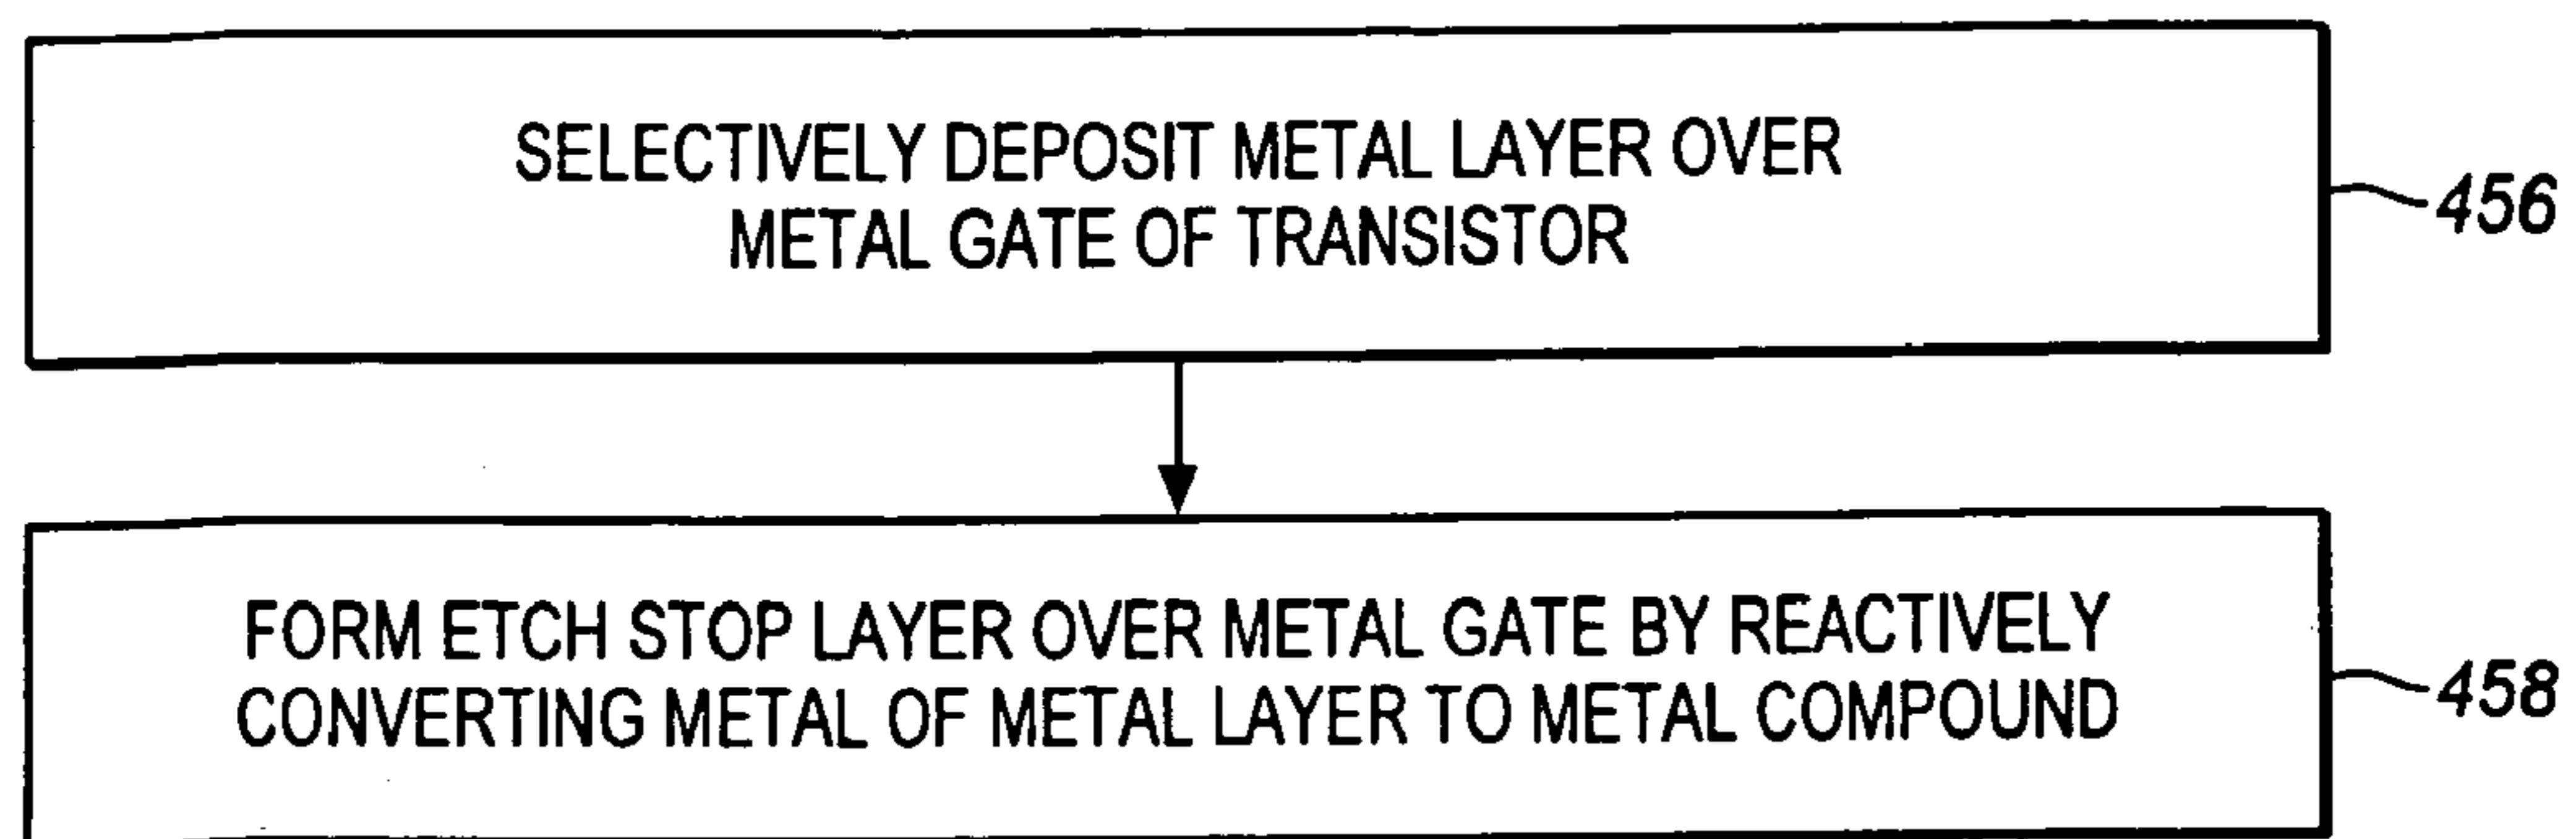 SELECTIVELY DEPOSIT METAL LAYER OVER
METAL GATE OF TRANSISTOR
456
FORM ETCH STOP LAYER OVER METAL GATE BY REACTIVELY
CONVERTING METAL OF METAL LAYER TO METAL COMPOUND
458